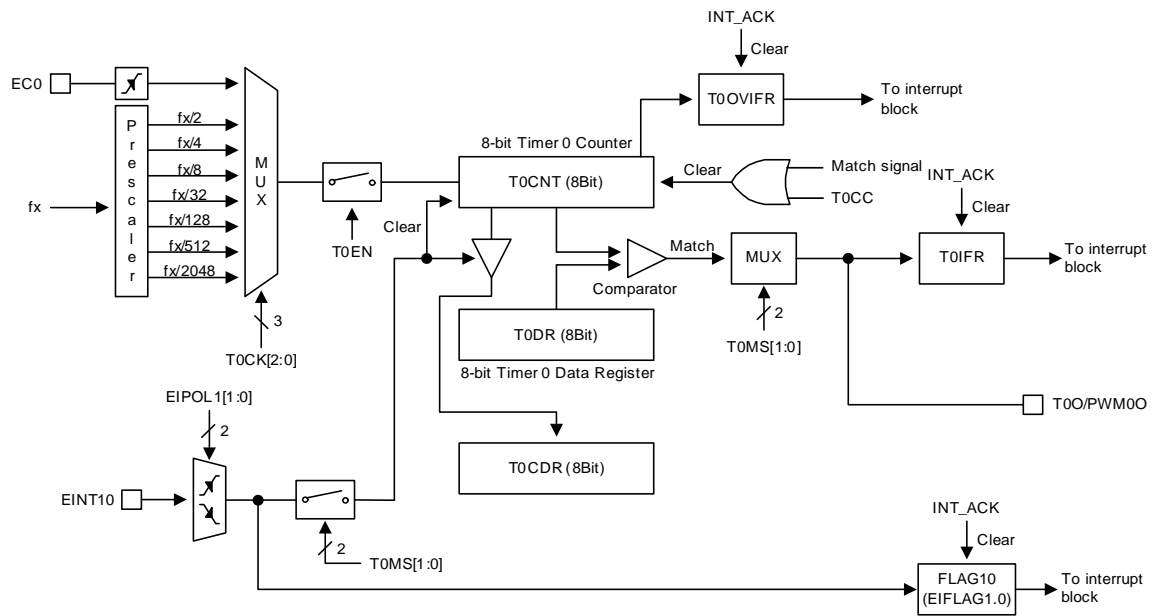 INT_ACK
Clear
EC0
T0OVIFR
To interrupt
block
Prescaler
fx/2
fx/4
fx/8
fx/32
fx/128
fx/512
fx/2048
MUX
fx
8-bit Timer 0 Counter
T0CNT (8Bit)
Clear
Match signal
T0CC
INT_ACK
Clear
T0EN
Clear
Match
MUX
T0IFR
To interrupt
block
Comparator
3
T0CK[2:0]
T0DR (8Bit)
8-bit Timer 0 Data Register
2
T0MS[1:0]
EIPOL1[1:0]
2
T0O/PWM0O
T0CDR (8Bit)
EINT10
2
T0MS[1:0]
INT_ACK
Clear
FLAG10
(EIFLAG1.0)
To interrupt
block